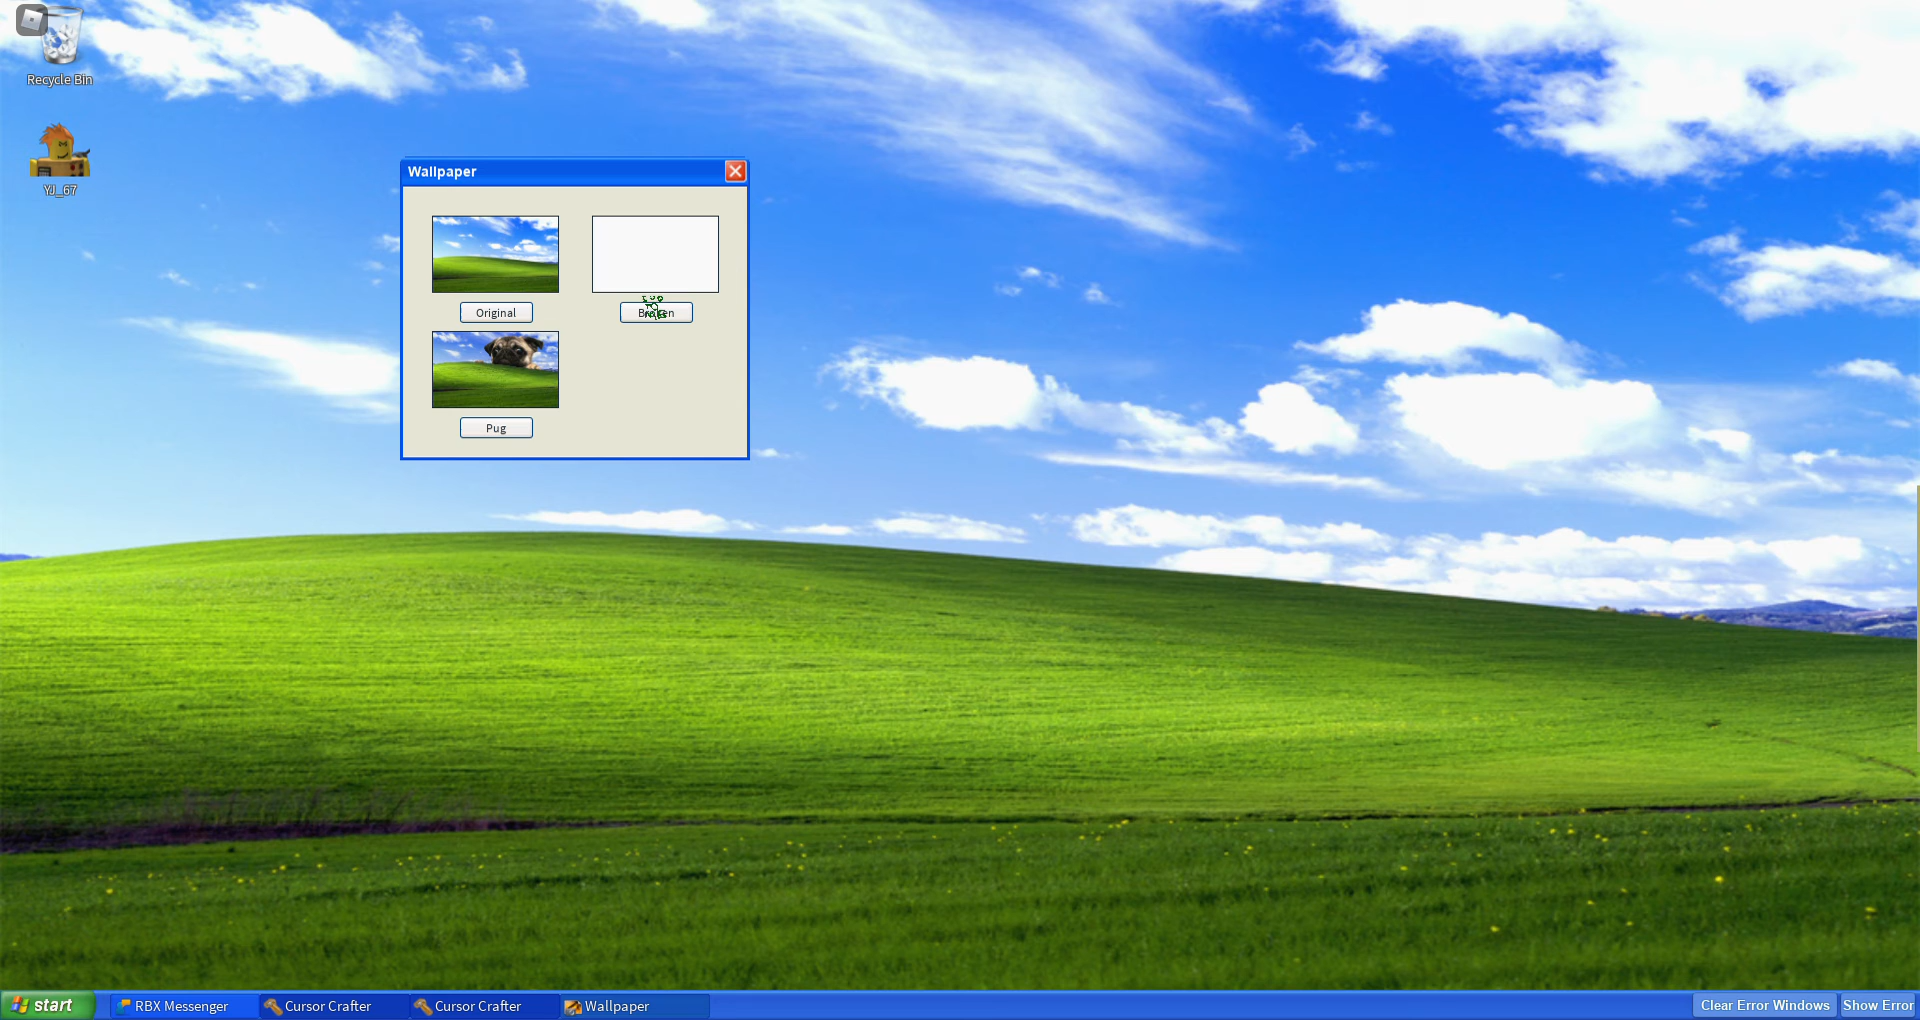 Recycle Bin
YJ_67
Wallpaper
Original
Pug
start
RBX Messenger
Cursor Crafter
Cursor Crafter
Wallpaper
Clear Error Windows
Show Error